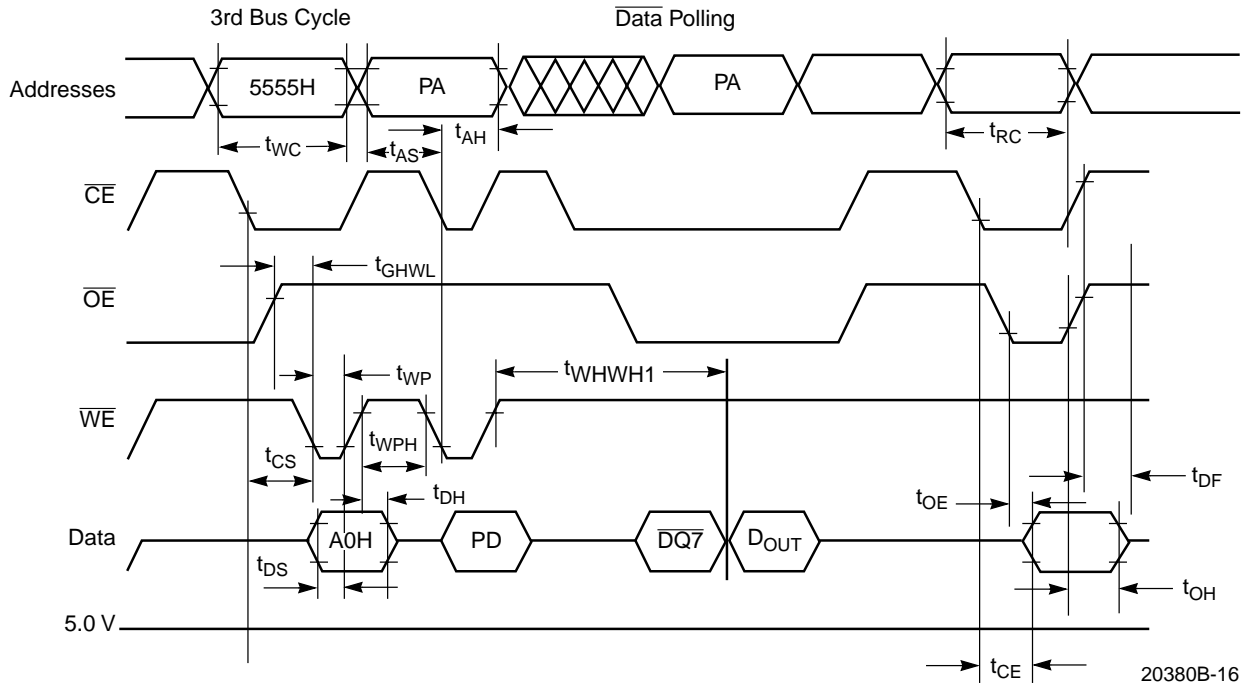 3rd Bus Cycle
Data Polling
Addresses
5555H
PA
PA
tWC
tAS
tAH
tRC
CE
tGHWL
OE
tWP
tWHWH1
WE
tCS
tWPH
tDH
tOE
tDF
Data
A0H
PD
DQ7
DOUT
tDS
tOH
5.0 V
tCE
20380B-16